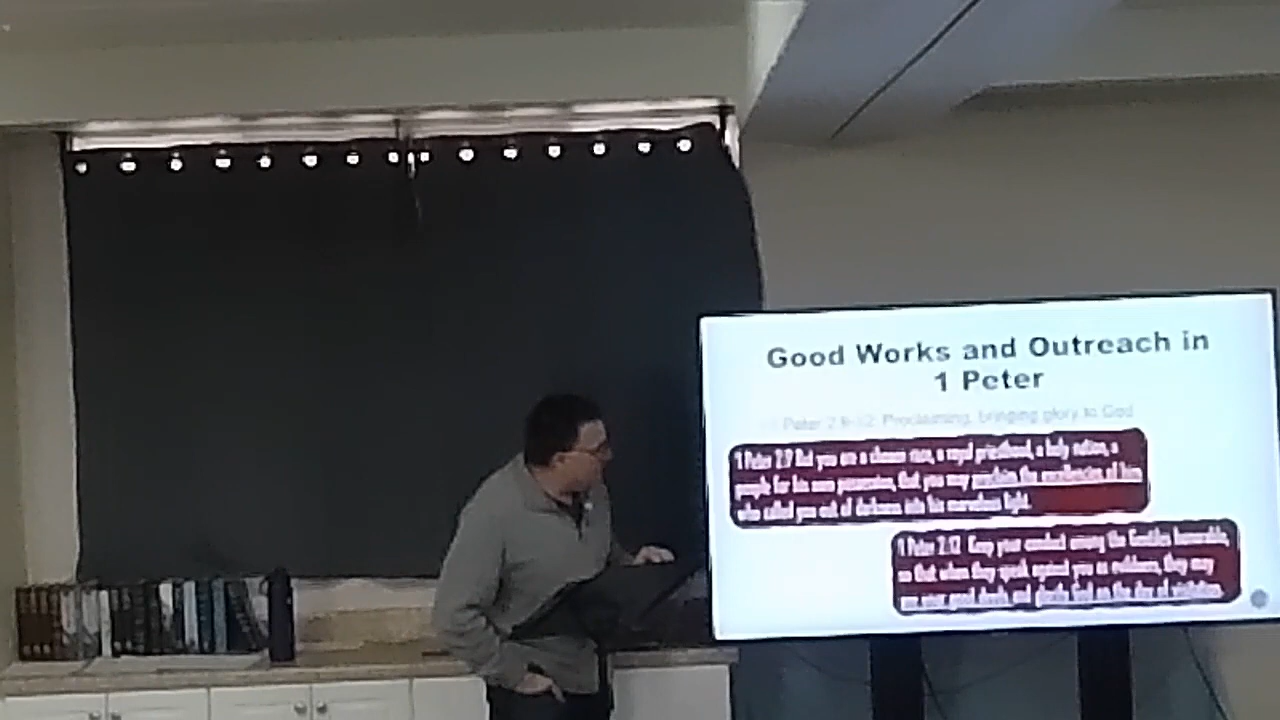 Good Works and Outreach in
1 Peter
Peter 2:9-12: Proclaiming, bringing glory to God
1 Peter 2:9 But you are a chosen race, a royal priesthood, a holy nation, a
people for his own possession, that you may proclaim the excellencies of him
who called you out of darkness into his marvelous light.
1 Peter 2:12 Keep your conduct among the Gentiles honorable,
so that when they speak against you as evildoers, they may
see your good deeds and glorify God on the day of visitation.